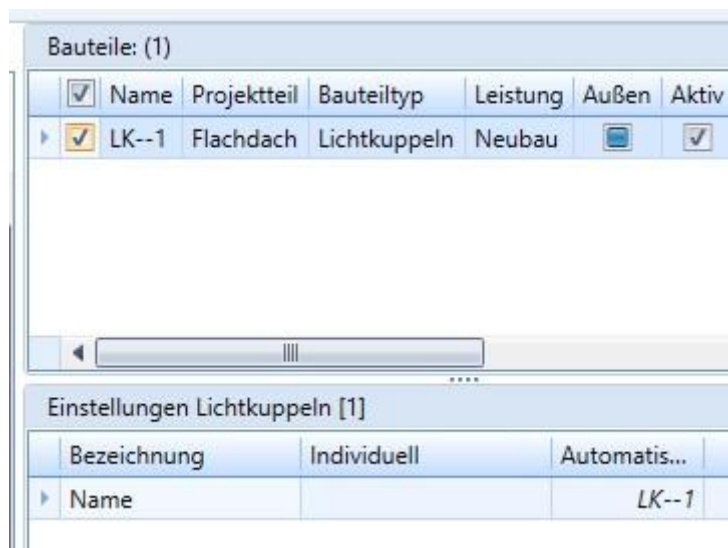 Bauteile: (1)
Name Projektteil Bauteiltyp Leistung Außen Aktiv
LK--1 Flachdach Lichtkuppeln Neubau
Einstellungen Lichtkuppeln [1]
Bezeichnung Individuell Automatis...
Name LK--1